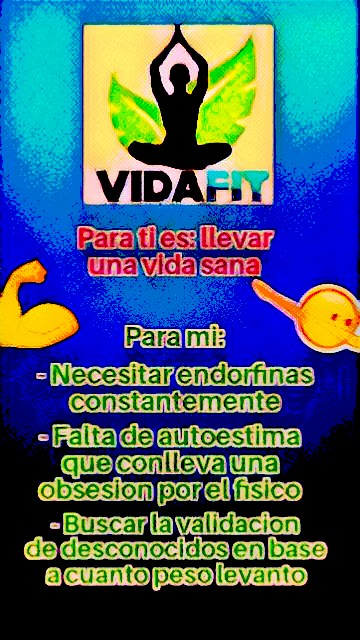 VIDAFIT
Para ti es: llevar
una vida sana
Para mi:
- Necesitar endorfinas
constantemente
- Falta de autoestima
que conlleva una
obsesion por el fisico
- Buscar la validacion
de desconocidos en base
a cuanto peso levanto